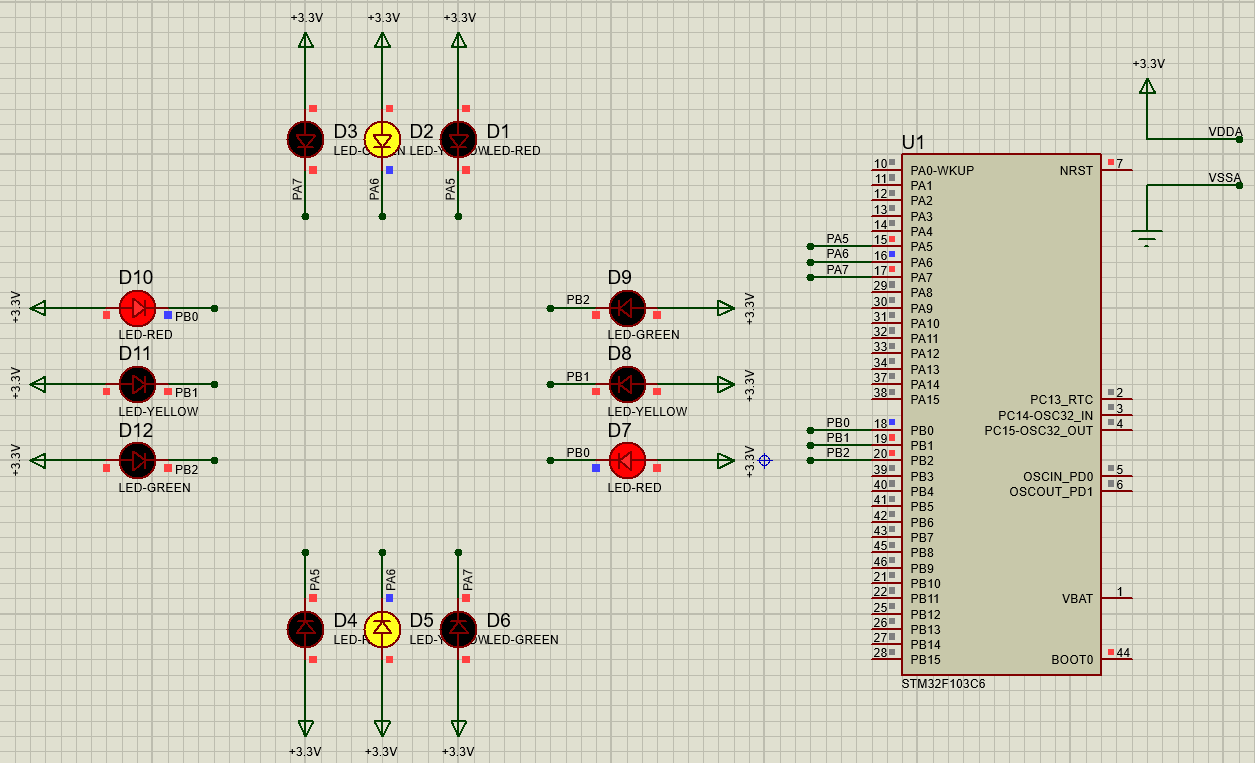 +3.3V +3.3V +3.3V
D3 D2 D1
LED-RED
PA7 PA6 PA5
+3.3V
VDDA
VSSA
D10
+3.3V
PB0
LED-RED
D11
+3.3V
PB1
LED-YELLOW
D12
+3.3V
PB2
LED-GREEN
D9
PB2
+3.3V
LED-GREEN
D8
PB1
+3.3V
LED-YELLOW
D7
PB0
+3.3V
LED-RED
PA5 PA6 PA7
D4 D5 D6
LED-GREEN
+3.3V +3.3V +3.3V
U1
10 PA0-WKUP
11 PA1
12 PA2
13 PA3
14 PA4
PA5 15 PA5
PA6 16 PA6
PA7 17 PA7
29 PA8
30 PA9
31 PA10
32 PA11
33 PA12
34 PA13
37 PA14
38 PA15
PB0 18 PB0
PB1 19 PB1
PB2 20 PB2
39 PB3
40 PB4
41 PB5
42 PB6
43 PB7
45 PB8
46 PB9
21 PB10
22 PB11
25 PB12
26 PB13
27 PB14
28 PB15
NRST 7
PC13_RTC 2
PC14-OSC32_IN 3
PC15-OSC32_OUT 4
OSCIN_PD0 5
OSCOUT_PD1 6
VBAT 1
BOOT0 44
STM32F103C6